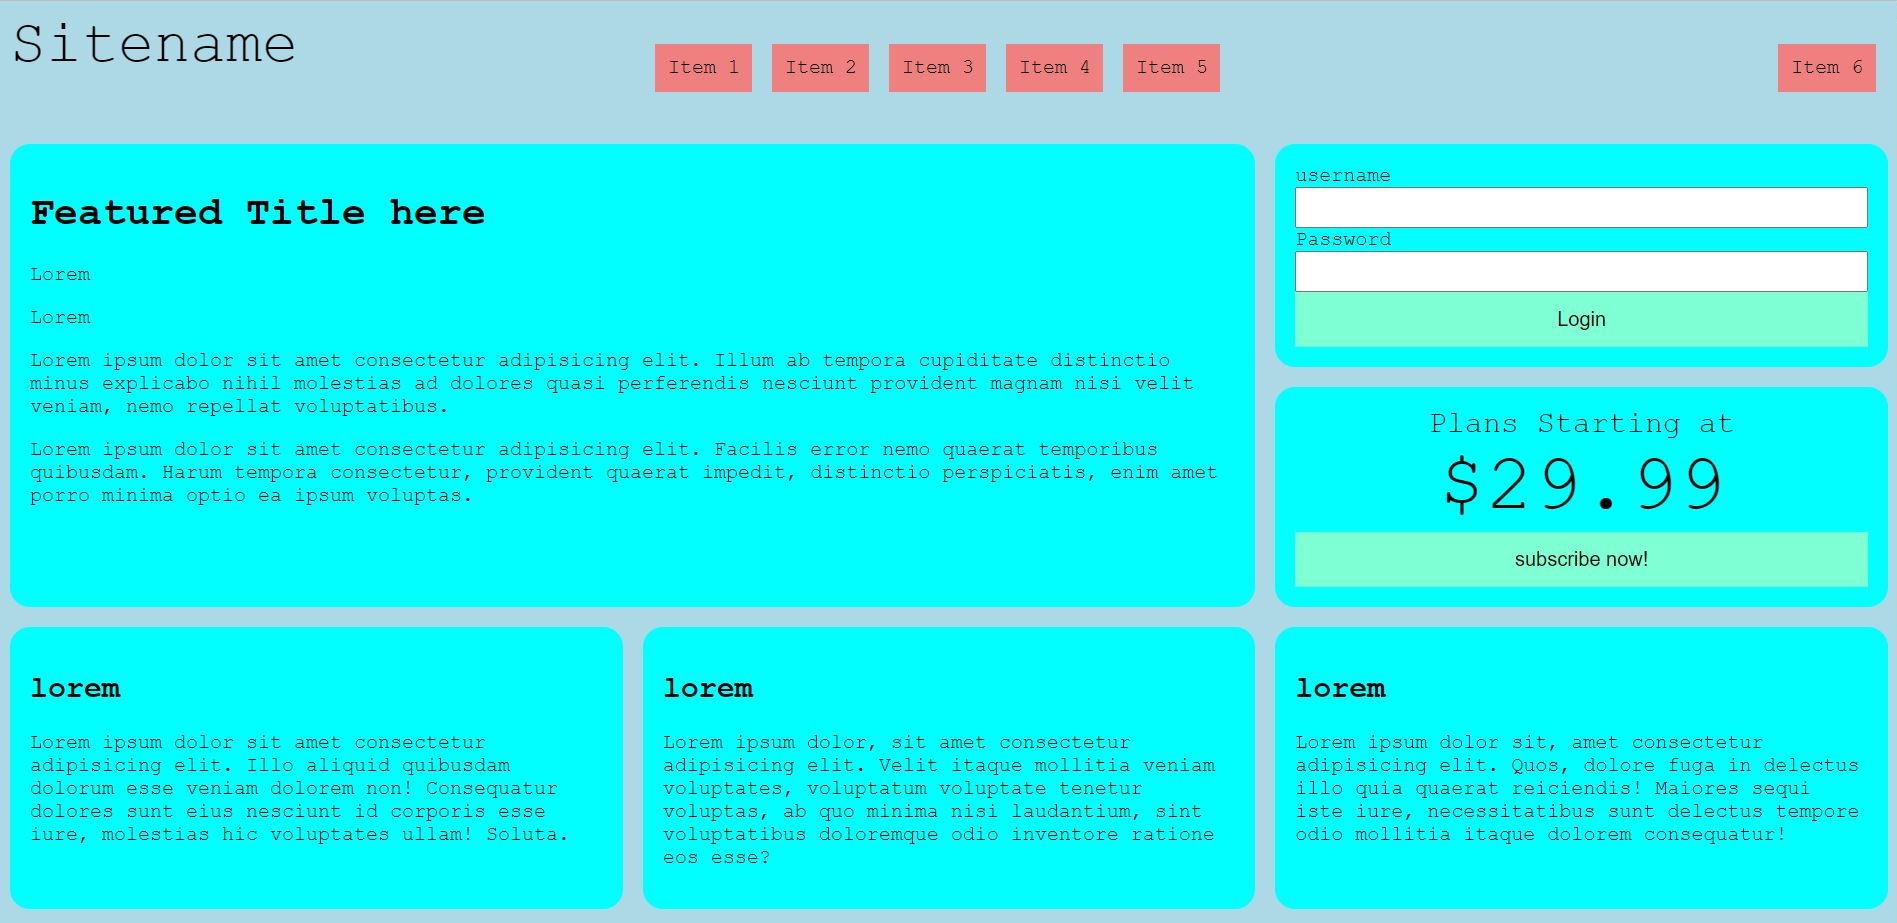 Sitename
Item 1
Item 2
Item 3
Item 4
Item 5
Item 6
Featured Title here
Lorem
Lorem
Lorem ipsum dolor sit amet consectetur adipisicing elit. Illum ab tempora cupiditate distinctio
minus explicabo nihil molestias ad dolores quasi perferendis nesciunt provident magnam nisi velit
veniam, nemo repellat voluptatibus.
Lorem ipsum dolor sit amet consectetur adipisicing elit. Facilis error nemo quaerat temporibus
quibusdam. Harum tempora consectetur, provident quaerat impedit, distinctio perspiciatis, enim amet
porro minima optio ea ipsum voluptas.
username
Password
Login
Plans Starting at
$29.99
subscribe now!
lorem
Lorem ipsum dolor sit amet consectetur
adipisicing elit. Illo aliquid quibusdam
dolorum esse veniam dolorem non! Consequatur
dolores sunt eius nesciunt id corporis esse
iure, molestias hic voluptates ullam! Soluta.
lorem
Lorem ipsum dolor, sit amet consectetur
adipisicing elit. Velit itaque mollitia veniam
voluptates, voluptatum voluptate tenetur
voluptas, ab quo minima nisi laudantium, sint
voluptatibus doloremque odio inventore ratione
eos esse?
lorem
Lorem ipsum dolor sit, amet consectetur
adipisicing elit. Quos, dolore fuga in delectus
illo quia quaerat reiciendis! Maiores sequi
iste iure, necessitatibus sunt delectus tempore
odio mollitia itaque dolorem consequatur!